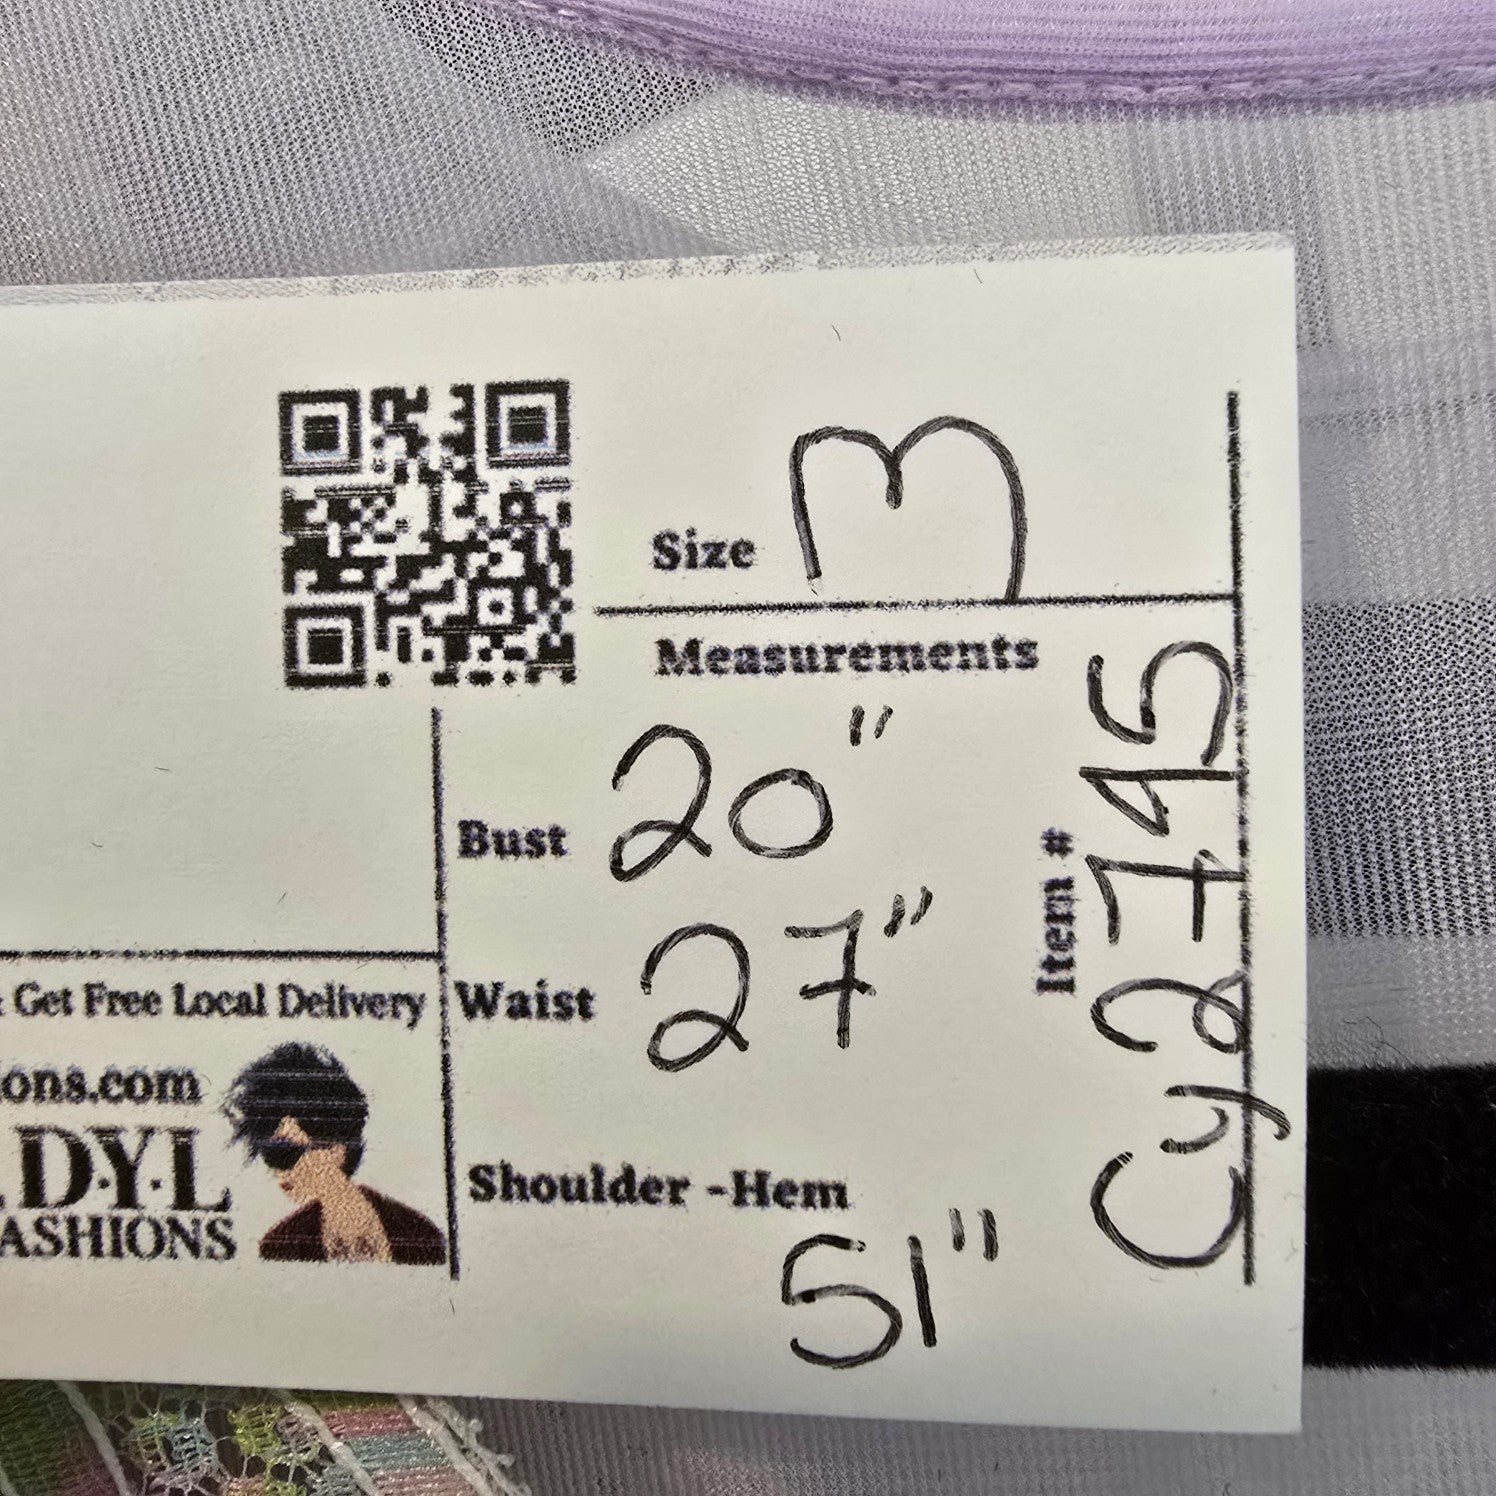 Size M
Measurements
Bust 20"
Waist 27"
Shoulder - Hem
51"
Item # Cy2745
Get Free Local Delivery
ons.com
D·Y·L
ASHIONS